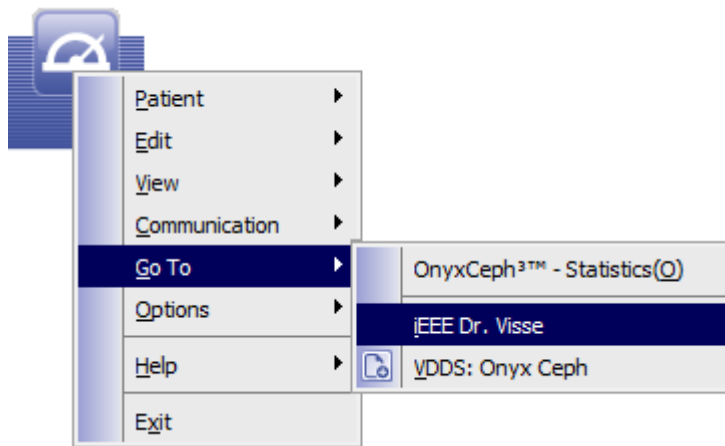 Patient
Edit
View
Communication
Go To
Options
Help
Exit
OnyxCeph³™ - Statistics(O)
iEEE Dr. Visse
VDDS: Onyx Ceph